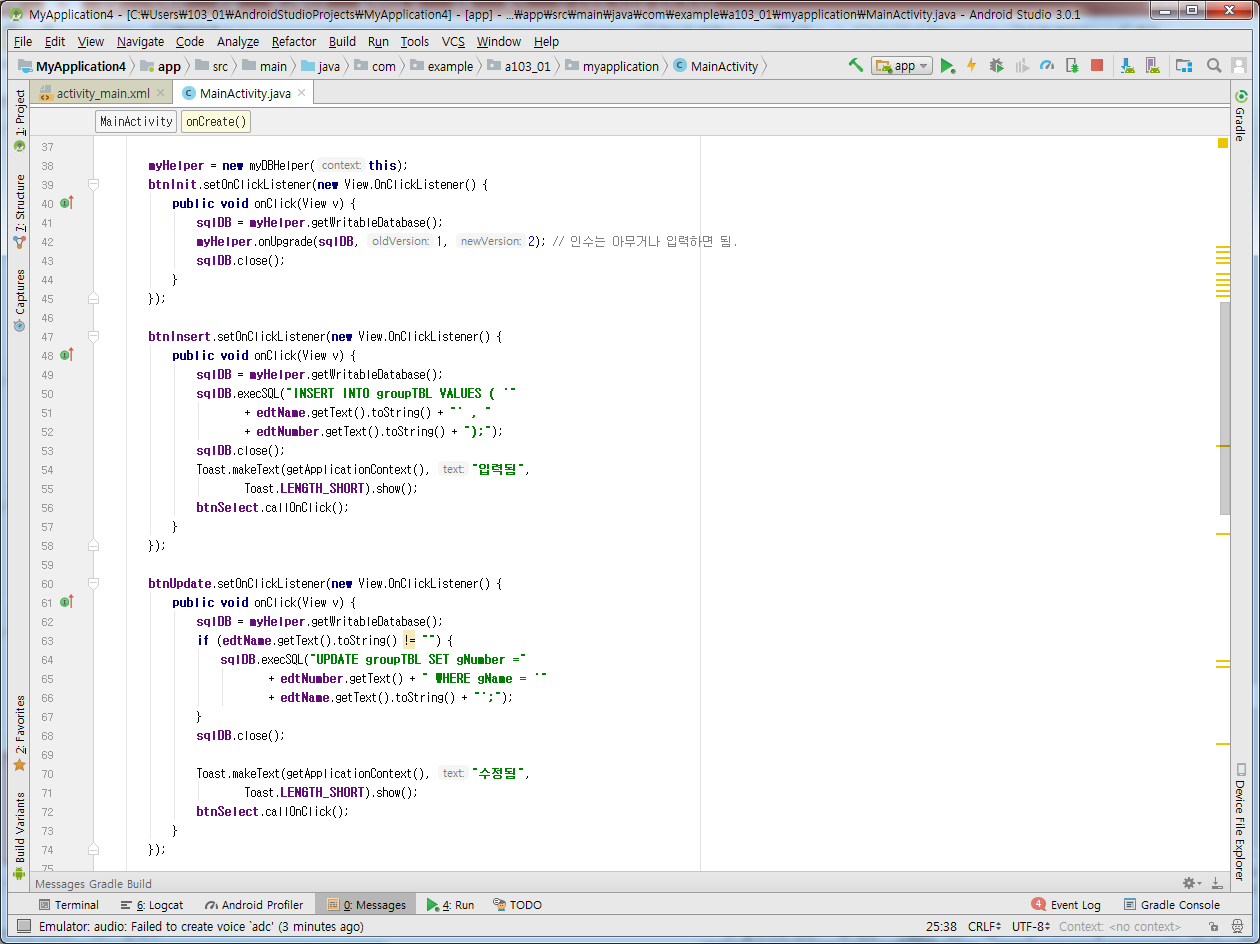 MyApplication4 - [C:₩Users₩103_01₩AndroidStudioProjects₩MyApplication4] - [app] - ...₩app₩src₩main₩java₩com₩example₩a103_01₩myapplication₩MainActivity.java - Android Studio 3.0.1
File Edit View Navigate Code Analyze Refactor Build Run Tools VCS Window Help
MyApplication4 app src main java com example a103_01 myapplication MainActivity app
1: Project
7: Structure
Captures
2: Favorites
Build Variants
activity_main.xml MainActivity.java
MainActivity onCreate()
37
38 myHelper = new myDBHelper( context: this);
39 btnInit.setOnClickListener(new View.OnClickListener() {
40 public void onClick(View v) {
41 sqlDB = myHelper.getWritableDatabase();
42 myHelper.onUpgrade(sqlDB, oldVersion: 1, newVersion: 2); // 인수는 아무거나 입력하면 됨.
43 sqlDB.close();
44 }
45 });
46
47 btnInsert.setOnClickListener(new View.OnClickListener() {
48 public void onClick(View v) {
49 sqlDB = myHelper.getWritableDatabase();
50 sqlDB.execSQL("INSERT INTO groupTBL VALUES ( '"
51 + edtName.getText().toString() + "' , "
52 + edtNumber.getText().toString() + ");");
53 sqlDB.close();
54 Toast.makeText(getApplicationContext(), text: "입력됨",
55 Toast.LENGTH_SHORT).show();
56 btnSelect.callOnClick();
57 }
58 });
59
60 btnUpdate.setOnClickListener(new View.OnClickListener() {
61 public void onClick(View v) {
62 sqlDB = myHelper.getWritableDatabase();
63 if (edtName.getText().toString() != "") {
64 sqlDB.execSQL("UPDATE groupTBL SET gNumber ="
65 + edtNumber.getText() + " WHERE gName = '"
66 + edtName.getText().toString() + "';");
67 }
68 sqlDB.close();
69
70 Toast.makeText(getApplicationContext(), text: "수정됨",
71 Toast.LENGTH_SHORT).show();
72 btnSelect.callOnClick();
73 }
74 });
75
Gradle
Device File Explorer
Messages Gradle Build
Terminal 6: Logcat Android Profiler 0: Messages 4: Run TODO 4 Event Log Gradle Console
Emulator: audio: Failed to create voice `adc' (3 minutes ago) 25:38 CRLF UTF-8 Context: <no context>